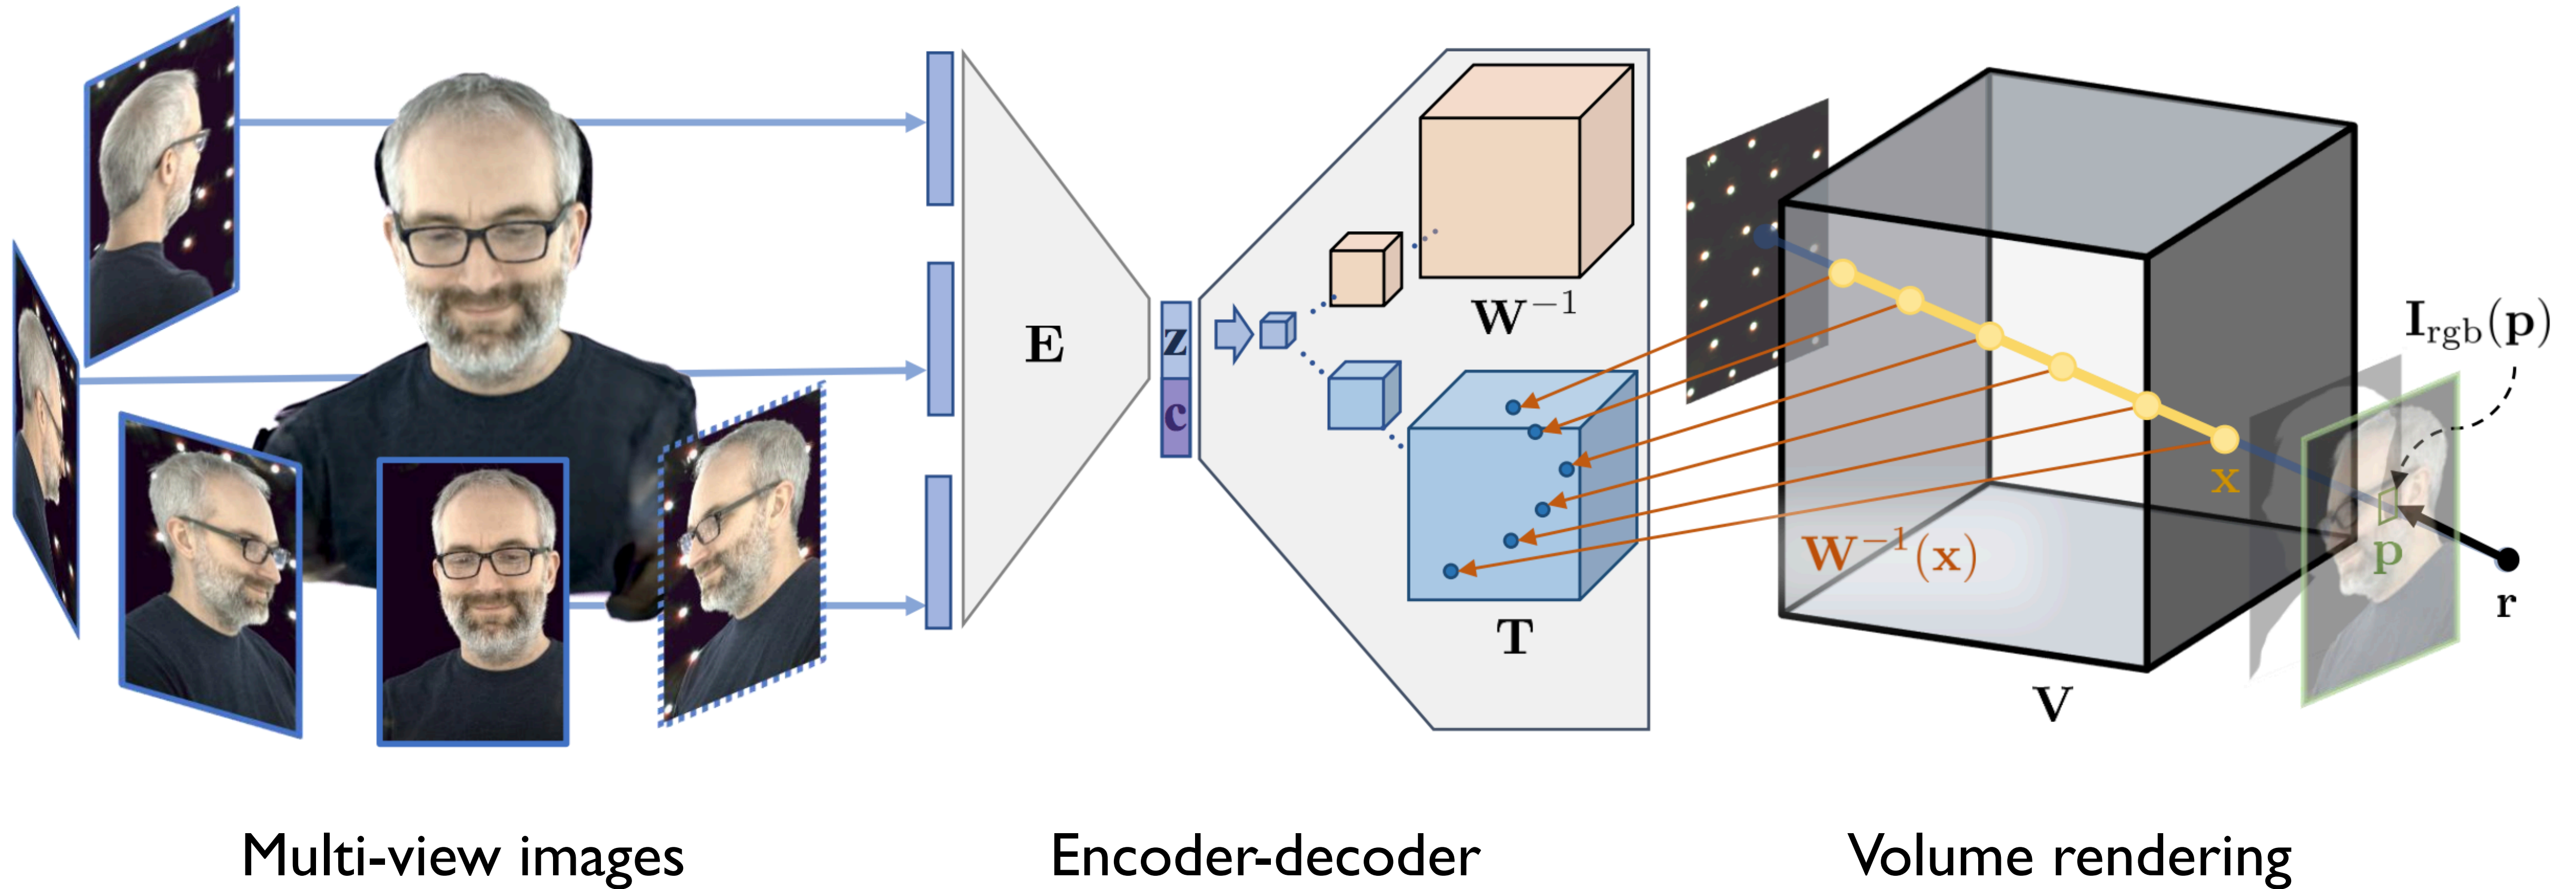 E
z
c
W⁻¹
T
W⁻¹(x)
x
V
I_rgb(p)
p
r
Multi-view images
Encoder-decoder
Volume rendering